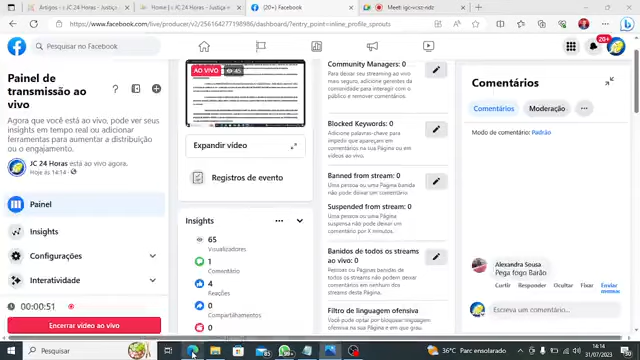 Artigos - JC 24 Horas - Justiça
Home | JC 24 Horas - Justiça
(20+) Facebook
Meet: igic-vcsz-ndz
https://www.facebook.com/live/producer/v2/256164277198986/dashboard/?entry_point=inline_profile_sprouts
Pesquisar no Facebook
20+
Painel de transmissão ao vivo
Agora que você está ao vivo, pode ver seus insights em tempo real ou adicionar ferramentas para aumentar a distribuição ou o engajamento.
JC 24 Horas está ao vivo agora.
Hoje às 14:14
Painel
Insights
Configurações
Interatividade
00:00:51
Encerrar vídeo ao vivo
AO VIVO
45
Expandir vídeo
Registros de evento
Insights
65
Visualizadores
1
Comentário
4
Reações
0
Compartilhamentos
0
Community Managers: 0
Para deixar seu streaming ao vivo mais seguro, adicione gerentes da comunidade para interagir com o público e remover comentários.
Blocked Keywords: 0
Adicione palavras-chave para impedir que apareçam em comentários na sua Página ou em vídeos ao vivo.
Banned from stream: 0
Uma pessoa ou uma Página banida não pode deixar um comentário.
Suspended from stream: 0
Uma pessoa ou uma Página suspensa não pode deixar um comentário por X minutos.
Banidos de todos os streams ao vivo: 0
Pessoas ou Páginas banidas de todos os streams não podem deixar comentários em nenhum dos streams desta Página.
Filtro de linguagem ofensiva
Você pode optar por bloquear linguagem ofensiva na sua Página e em que grau.
Comentários
Comentários
Moderação
Modo de comentário: Padrão
Alexandra Sousa
Pega fogo Barão
Curtir
Responder
Ocultar
Fixar
Enviar
Escreva um comentário...
Pesquisar
36°C Parc ensolarado
14:14
31/07/2023